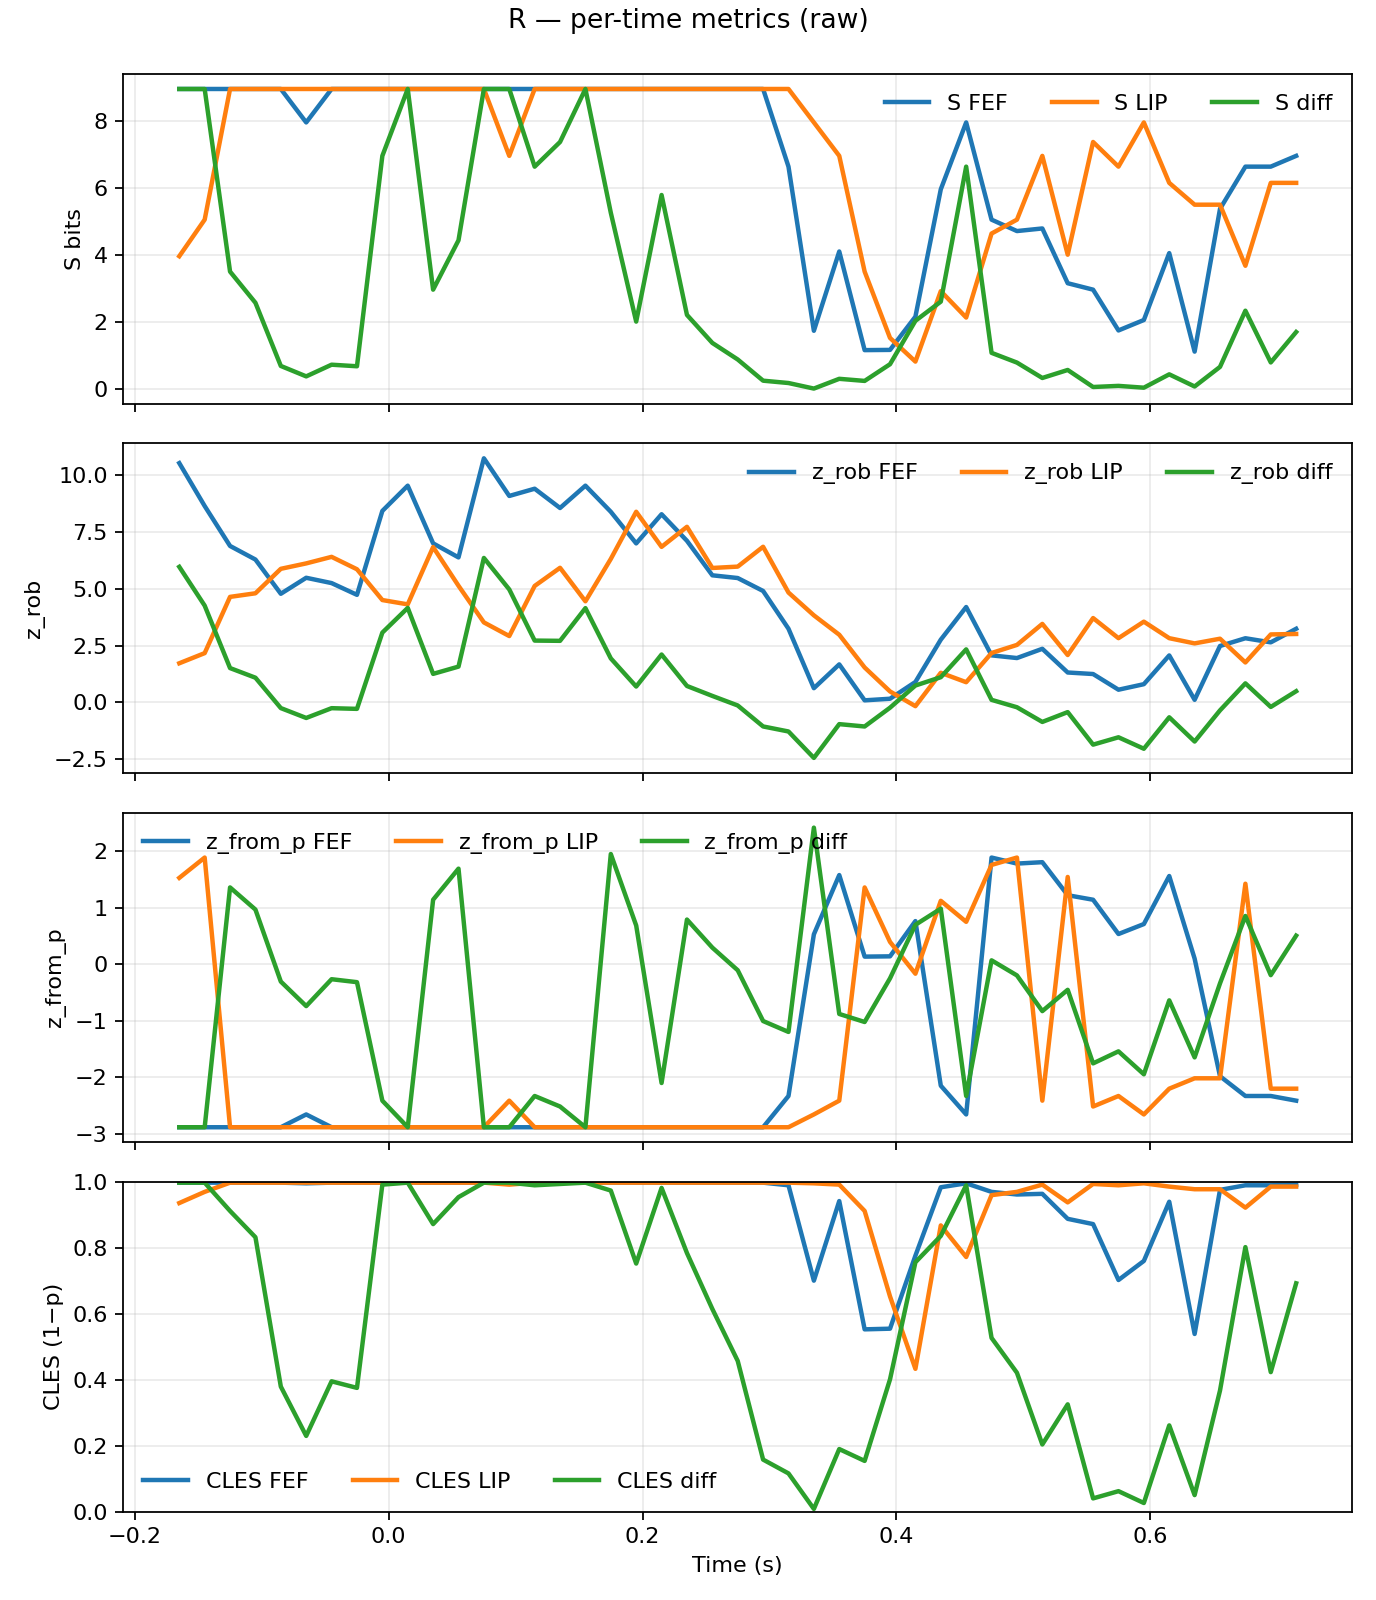 R — per-time metrics (raw)
S FEF S LIP S diff
8
6
4
2
0
S bits
z_rob FEF z_rob LIP z_rob diff
10.0
7.5
5.0
2.5
0.0
−2.5
z_rob
z_from_p FEF z_from_p LIP z_from_p diff
2
1
0
−1
−2
−3
z_from_p
1.0
0.8
0.6
0.4
0.2
0.0
CLES (1−p)
CLES FEF CLES LIP CLES diff
−0.2 0.0 0.2 0.4 0.6
Time (s)